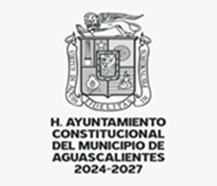 H. AYUNTAMIENTO
CONSTITUCIONAL
DEL MUNICIPIO DE
AGUASCALIENTES
2024-2027